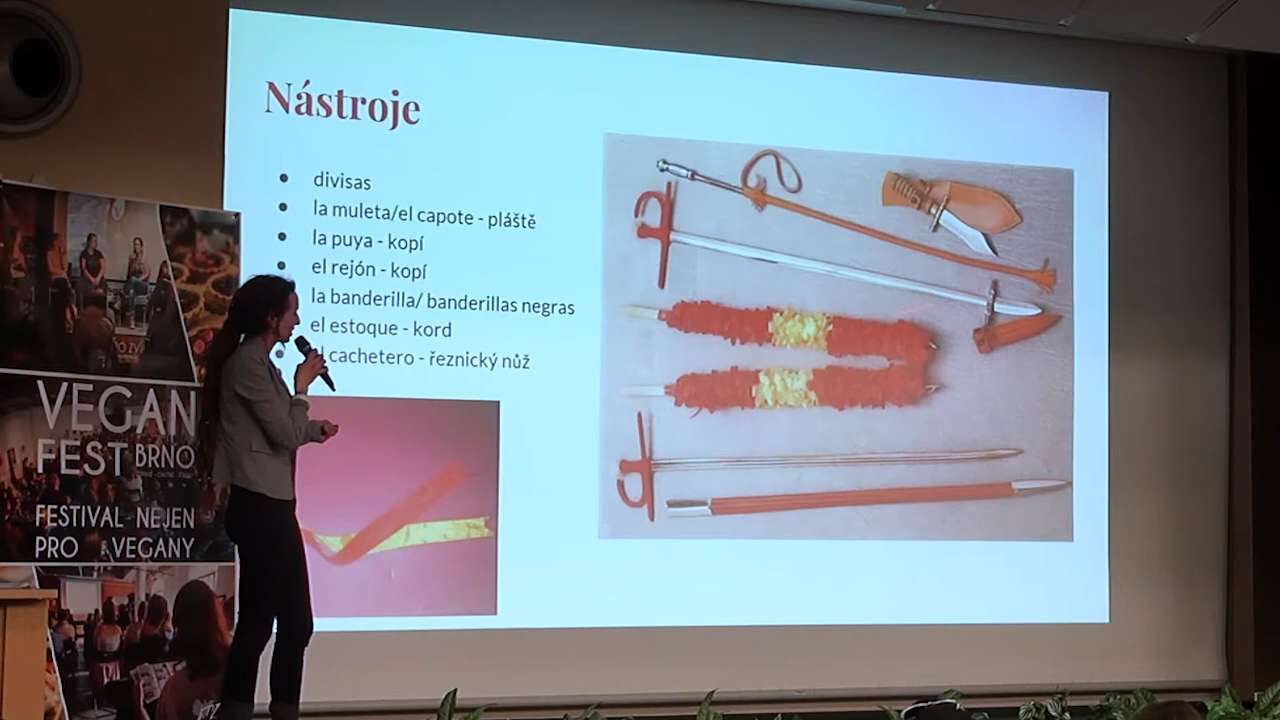 Nástroje
divisas
la muleta/el capote - pláště
la puya - kopí
el rejón - kopí
la banderilla/ banderillas negras
el estoque - kord
cachetero - řeznický nůž
VEGAN
FEST BRNO
FESTIVAL NEJEN
PRO VEGANY